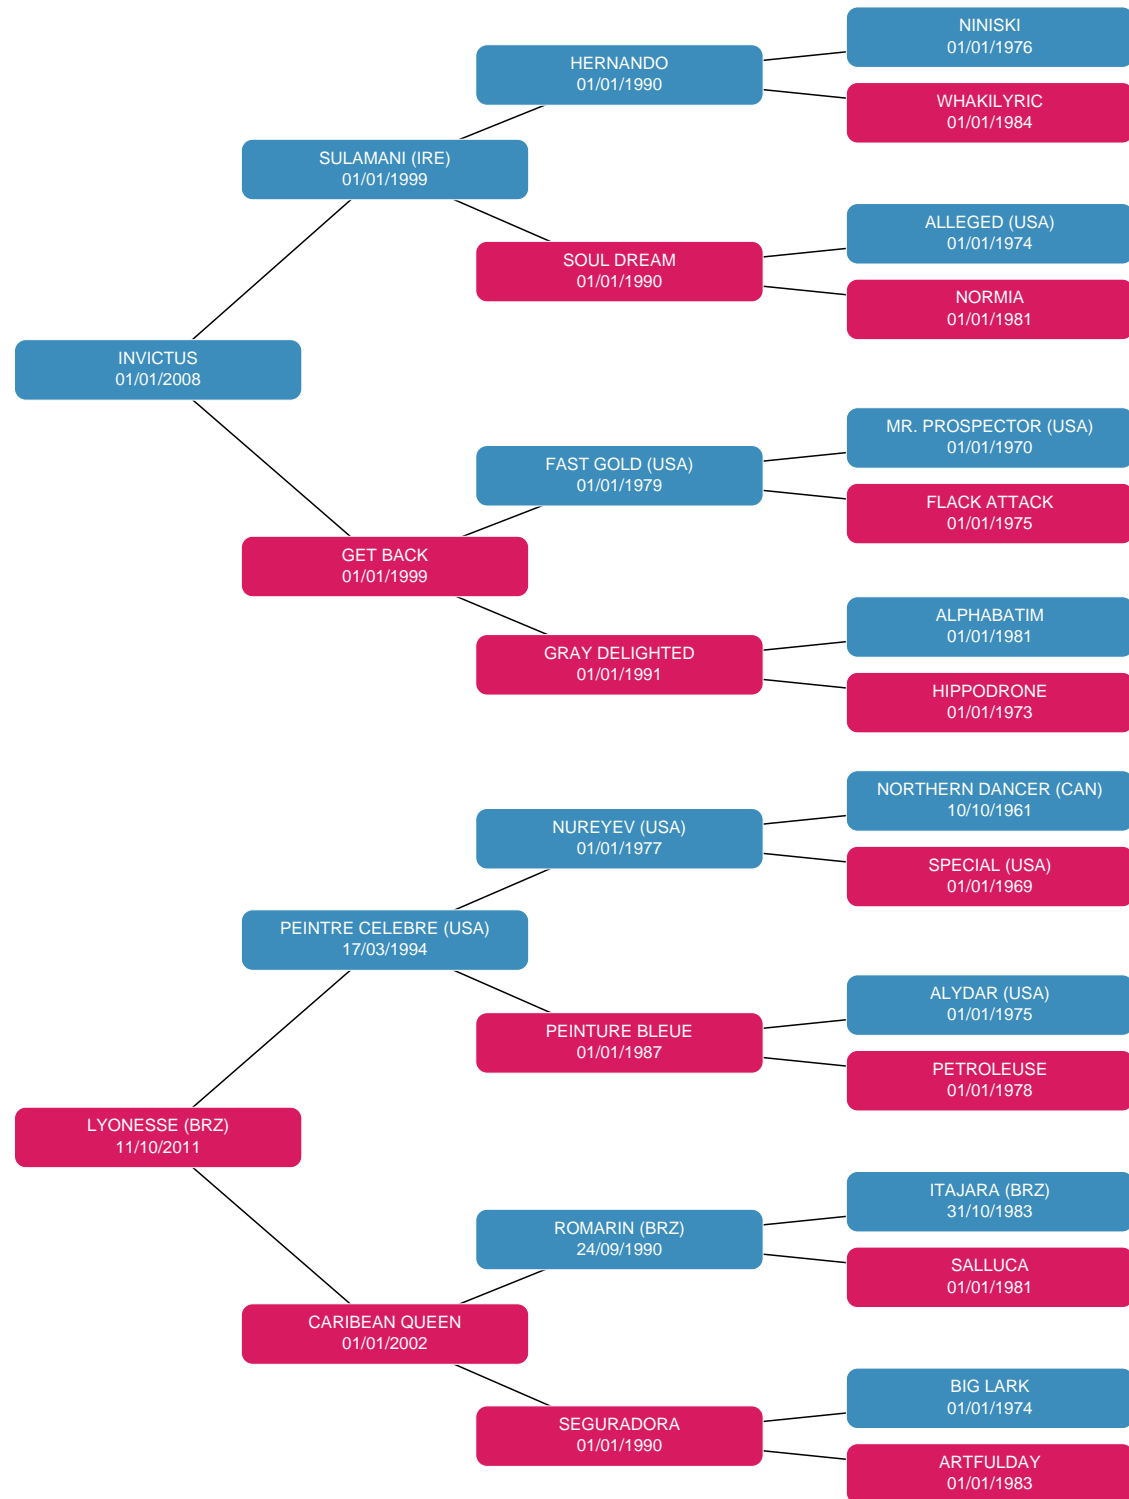 NINISKI
01/01/1976
HERNANDO
01/01/1990
WHAKILYRIC
01/01/1984
SULAMANI (IRE)
01/01/1999
ALLEGED (USA)
01/01/1974
SOUL DREAM
01/01/1990
NORMIA
01/01/1981
INVICTUS
01/01/2008
MR. PROSPECTOR (USA)
01/01/1970
FAST GOLD (USA)
01/01/1979
FLACK ATTACK
01/01/1975
GET BACK
01/01/1999
ALPHABATIM
01/01/1981
GRAY DELIGHTED
01/01/1991
HIPPODRONE
01/01/1973
NORTHERN DANCER (CAN)
10/10/1961
NUREYEV (USA)
01/01/1977
SPECIAL (USA)
01/01/1969
PEINTRE CELEBRE (USA)
17/03/1994
ALYDAR (USA)
01/01/1975
PEINTURE BLEUE
01/01/1987
PETROLEUSE
01/01/1978
LYONESSE (BRZ)
11/10/2011
ITAJARA (BRZ)
31/10/1983
ROMARIN (BRZ)
24/09/1990
SALLUCA
01/01/1981
CARIBEAN QUEEN
01/01/2002
BIG LARK
01/01/1974
SEGURADORA
01/01/1990
ARTFULDAY
01/01/1983